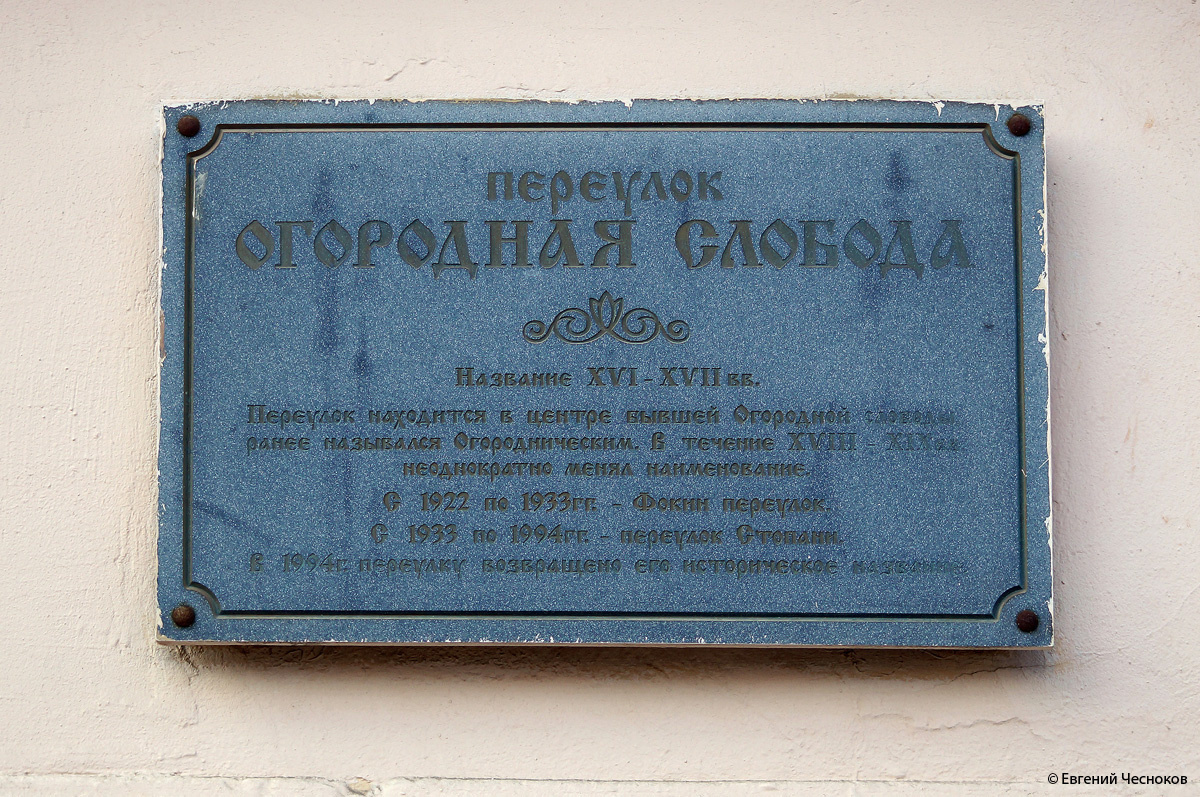 ПЕРЕУЛОК
ОГОРОДНАЯ СЛОБОДА
Название XVI - XVII вв.
Переулок находится в центре бывшей Огородной слободы,
ранее назывался Огородническим. В течение XVIII - XIX вв.
неоднократно менял наименование.
С 1922 по 1933гг. - Фокин переулок.
С 1933 по 1994гг. - переулок Стопани.
В 1994г. переулку возвращено его историческое название.
© Евгений Чесноков